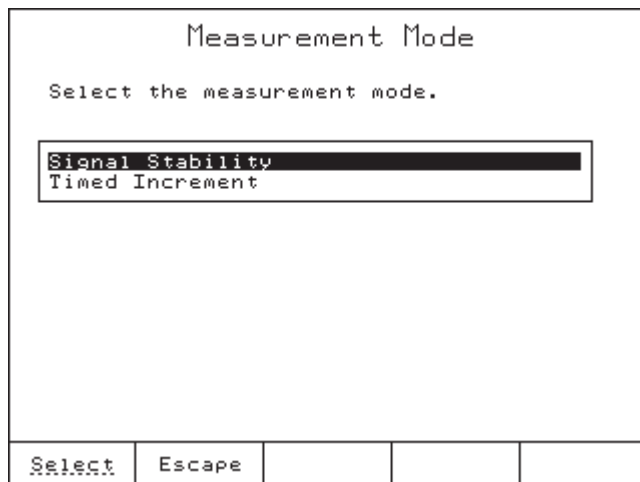 Measurement Mode
Select the measurement mode.
Signal Stability
Timed Increment
Select Escape